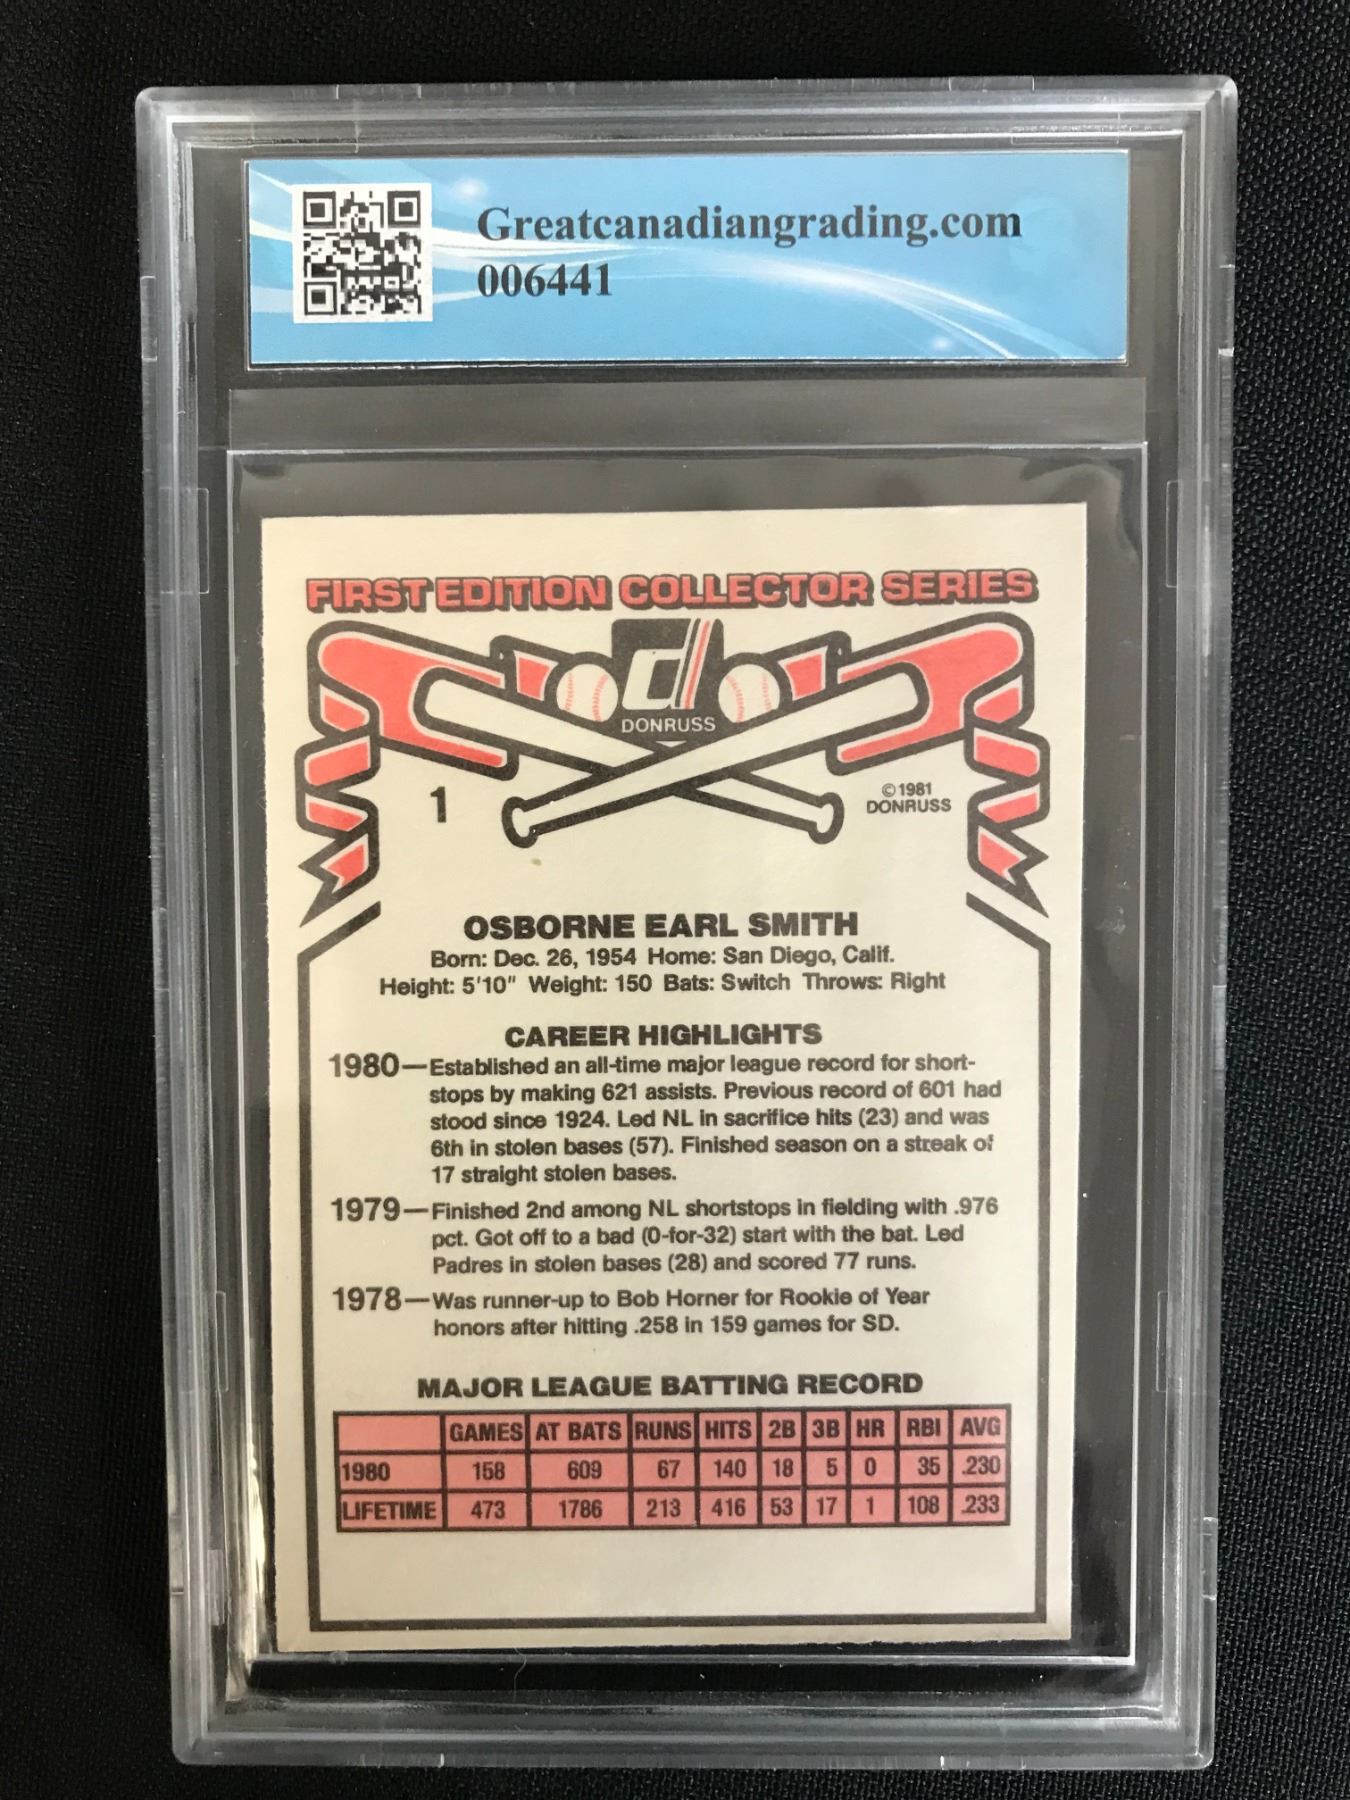 Greatcanadiangrading.com
006441
FIRST EDITION COLLECTOR SERIES
d
DONRUSS
1
©1981
DONRUSS
OSBORNE EARL SMITH
Born: Dec. 26, 1954 Home: San Diego, Calif.
Height: 5'10" Weight: 150 Bats: Switch Throws: Right
CAREER HIGHLIGHTS
1980—Established an all-time major league record for short-
stops by making 621 assists. Previous record of 601 had
stood since 1924. Led NL in sacrifice hits (23) and was
6th in stolen bases (57). Finished season on a streak of
17 straight stolen bases.
1979—Finished 2nd among NL shortstops in fielding with .976
pct. Got off to a bad (0-for-32) start with the bat. Led
Padres in stolen bases (28) and scored 77 runs.
1978—Was runner-up to Bob Horner for Rookie of Year
honors after hitting .258 in 159 games for SD.
MAJOR LEAGUE BATTING RECORD
GAMES AT BATS RUNS HITS 2B 3B HR RBI AVG
1980 158 609 67 140 18 5 0 35 .230
LIFETIME 473 1786 213 416 53 17 1 108 .233